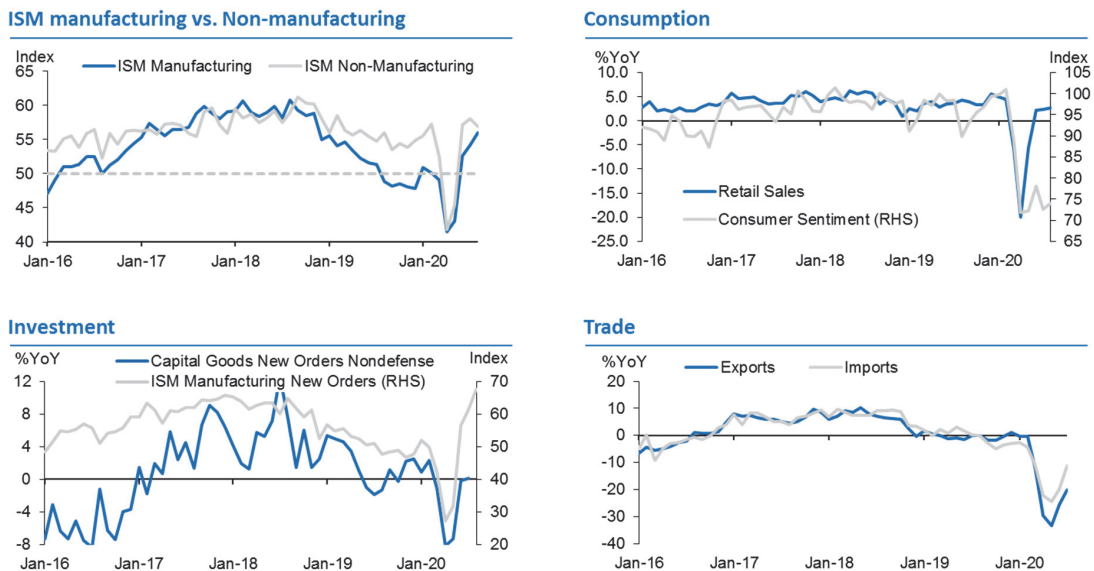 ISM manufacturing vs. Non-manufacturing
Index
ISM Manufacturing
ISM Non-Manufacturing
65
60
55
50
45
40
Jan-16
Jan-17
Jan-18
Jan-19
Jan-20
Consumption
%YoY
Index
10.0
5.0
0.0
-5.0
-10.0
-15.0
-20.0
-25.0
105
100
95
90
85
80
75
70
65
Retail Sales
Consumer Sentiment (RHS)
Jan-16
Jan-17
Jan-18
Jan-19
Jan-20
Investment
%YoY
Index
Capital Goods New Orders Nondefense
ISM Manufacturing New Orders (RHS)
12
8
4
0
-4
-8
70
60
50
40
30
20
Jan-16
Jan-17
Jan-18
Jan-19
Jan-20
Trade
%YoY
Exports
Imports
20
10
0
-10
-20
-30
-40
Jan-16
Jan-17
Jan-18
Jan-19
Jan-20